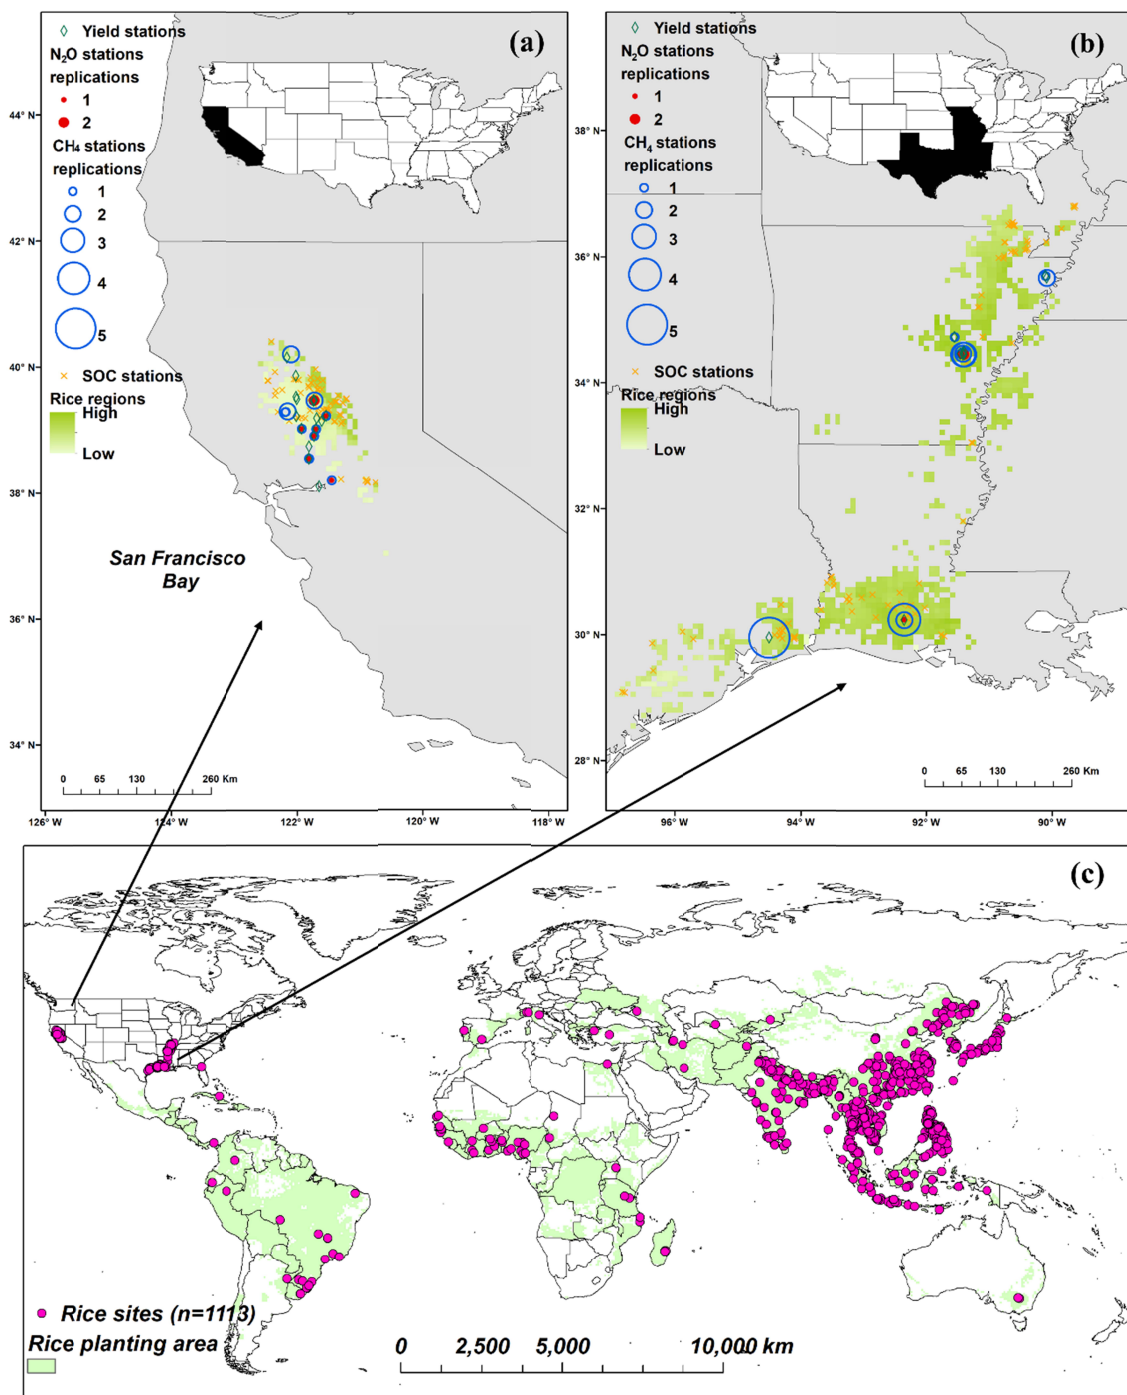 (a)
Yield stations
N₂O stations
replications
1
2
CH₄ stations
replications
1
2
3
4
5
SOC stations
Rice regions
High
Low
44° N
42° N
40° N
38° N
36° N
34° N
San Francisco
Bay
0 65 130 260 Km
126° W 124° W 122° W 120° W 118° W
(b)
Yield stations
N₂O stations
replications
1
2
CH₄ stations
replications
1
2
3
4
5
SOC stations
Rice regions
High
Low
38° N
36° N
34° N
32° N
30° N
28° N
0 65 130 260 Km
96° W 94° W 92° W 90° W
(c)
Rice sites (n=1113)
Rice planting area
0 2,500 5,000 10,000 km